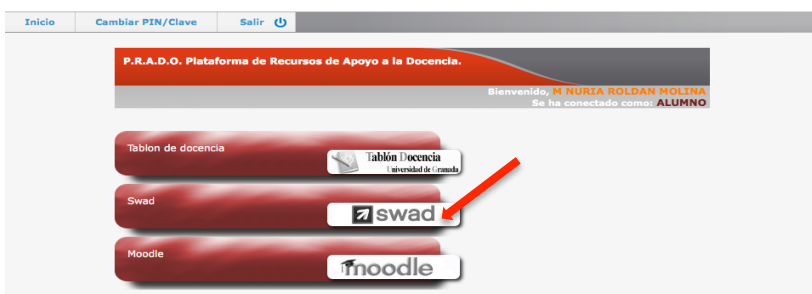 Inicio Cambiar PIN/Clave Salir
P.R.A.D.O. Plataforma de Recursos de Apoyo a la Docencia.
Bienvenido, M NURIA ROLDAN MOLINA
Se ha conectado como: ALUMNO
Tablon de docencia
Tablón Docencia
Universidad de Granada
Swad
swad
Moodle
moodle